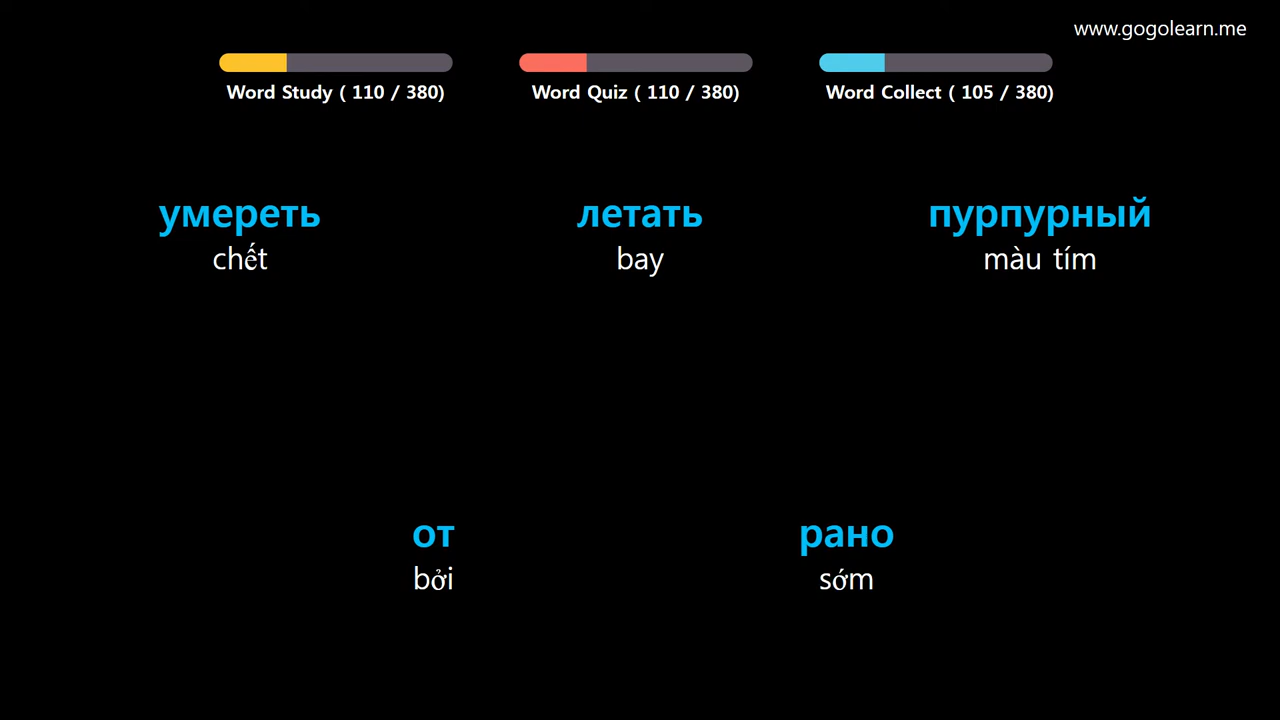 www.gogolearn.me
Word Study ( 110 / 380)
Word Quiz ( 110 / 380)
Word Collect ( 105 / 380)
умереть
chết
летать
bay
пурпурный
màu tím
от
bởi
рано
sớm